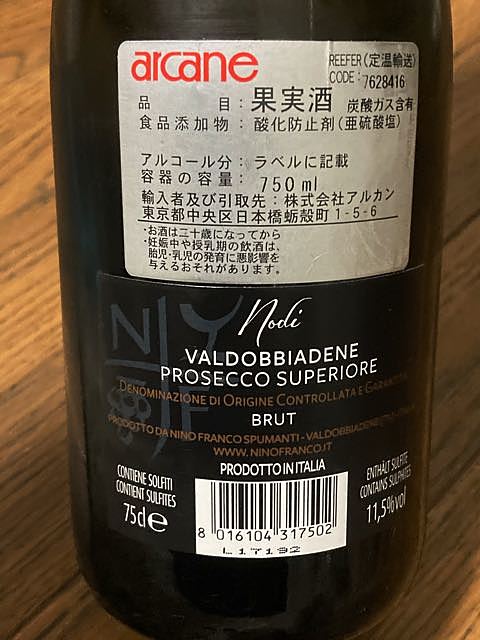 arcane
REEFER(定温輸送)
CODE: 7628416
品 目: 果実酒 炭酸ガス含有
食品添加物: 酸化防止剤(亜硫酸塩)
アルコール分: ラベルに記載
容器の容量: 750ml
輸入者及び引取先: 株式会社アルカン
東京都中央区日本橋蛎殻町1-5-6
・お酒は二十歳になってから
・妊娠中や授乳期の飲酒は、
胎児・乳児の発育に悪影響を
与えるおそれがあります。
N
F
Nodi
VALDOBBIADENE
PROSECCO SUPERIORE
DENOMINAZIONE DI ORIGINE CONTROLLATA E GARANTITA
BRUT
PRODOTTO DA NINO FRANCO SPUMANTI - VALDOBBIADENE
WWW.NINOFRANCO.IT
PRODOTTO IN ITALIA
CONTIENE SOLFITI
CONTAINT SULFITES
75cl e
ENTHÄLT SULFITE
CONTAINS SULPHITES
11,5%vol
8 016104 317502
L17192